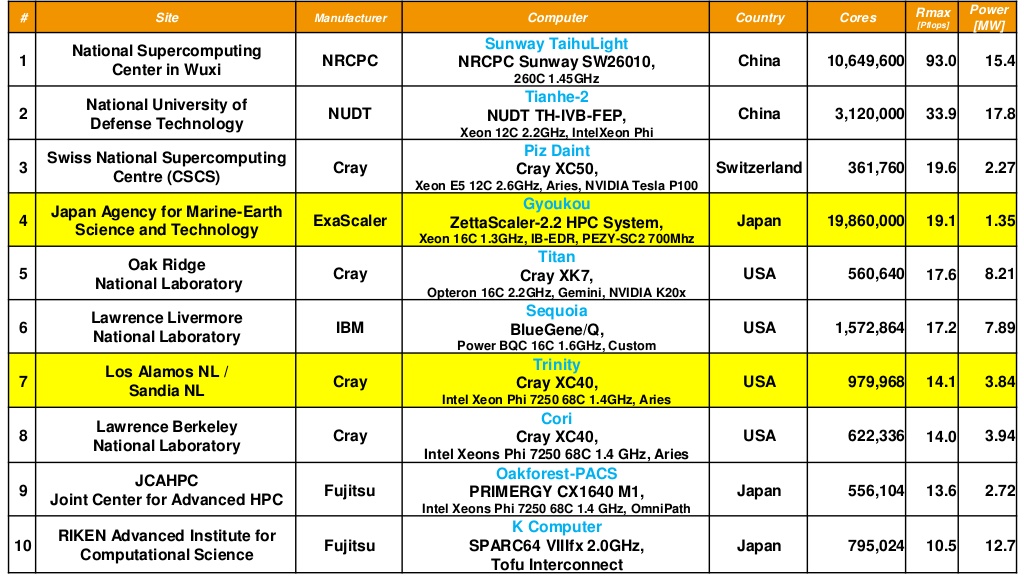 # Site Manufacturer Computer Country Cores Rmax [Pflops] Power [MW]
1 National Supercomputing Center in Wuxi NRCPC Sunway TaihuLight China 10,649,600 93.0 15.4
NRCPC Sunway SW26010,
260C 1.45GHz
2 National University of Defense Technology NUDT Tianhe-2 China 3,120,000 33.9 17.8
NUDT TH-IVB-FEP,
Xeon 12C 2.2GHz, IntelXeon Phi
3 Swiss National Supercomputing Centre (CSCS) Cray Piz Daint Switzerland 361,760 19.6 2.27
Cray XC50,
Xeon E5 12C 2.6GHz, Aries, NVIDIA Tesla P100
4 Japan Agency for Marine-Earth Science and Technology ExaScaler Gyoukou Japan 19,860,000 19.1 1.35
ZettaScaler-2.2 HPC System,
Xeon 16C 1.3GHz, IB-EDR, PEZY-SC2 700Mhz
5 Oak Ridge National Laboratory Cray Titan USA 560,640 17.6 8.21
Cray XK7,
Opteron 16C 2.2GHz, Gemini, NVIDIA K20x
6 Lawrence Livermore National Laboratory IBM Sequoia USA 1,572,864 17.2 7.89
BlueGene/Q,
Power BQC 16C 1.6GHz, Custom
7 Los Alamos NL / Sandia NL Cray Trinity USA 979,968 14.1 3.84
Cray XC40,
Intel Xeon Phi 7250 68C 1.4GHz, Aries
8 Lawrence Berkeley National Laboratory Cray Cori USA 622,336 14.0 3.94
Cray XC40,
Intel Xeons Phi 7250 68C 1.4 GHz, Aries
9 JCAHPC Joint Center for Advanced HPC Fujitsu Oakforest-PACS Japan 556,104 13.6 2.72
PRIMERGY CX1640 M1,
Intel Xeons Phi 7250 68C 1.4 GHz, OmniPath
10 RIKEN Advanced Institute for Computational Science Fujitsu K Computer Japan 795,024 10.5 12.7
SPARC64 VIIIfx 2.0GHz,
Tofu Interconnect